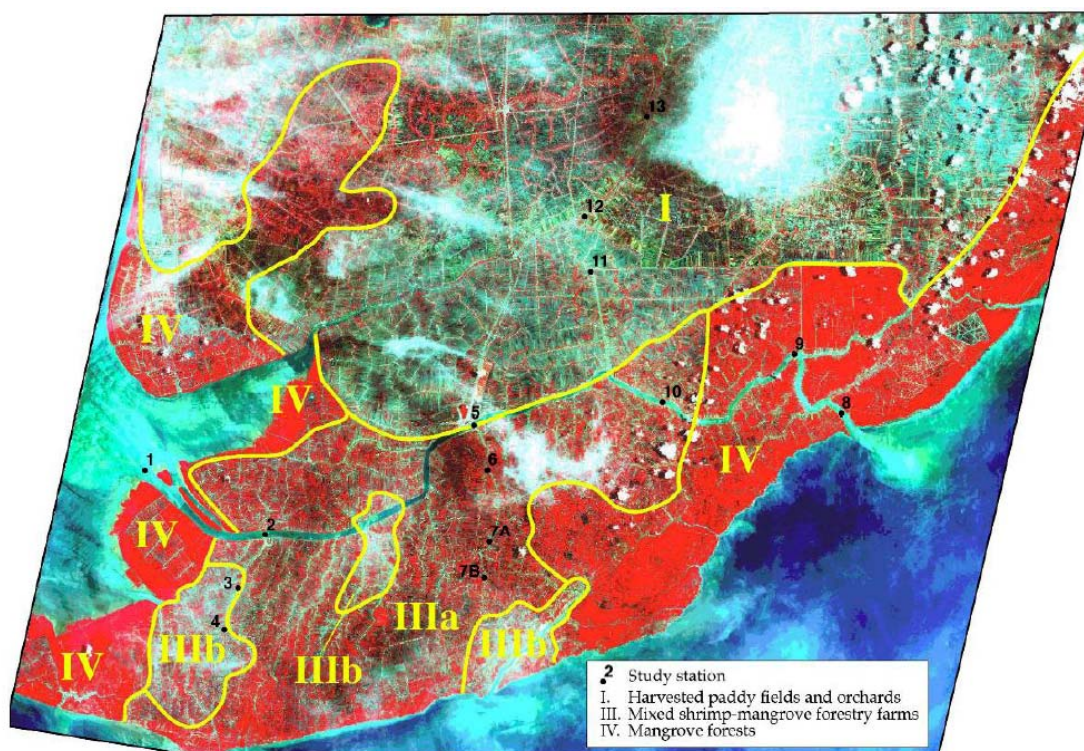 13
12
I
11
IV
9
IV
10
8
5
IV
1
6
IV
2
7A
3
7B
IIIa
4
IIIb
IIIb
IIIb
IV
2 Study station
I. Harvested paddy fields and orchards
III. Mixed shrimp-mangrove forestry farms
IV. Mangrove forests